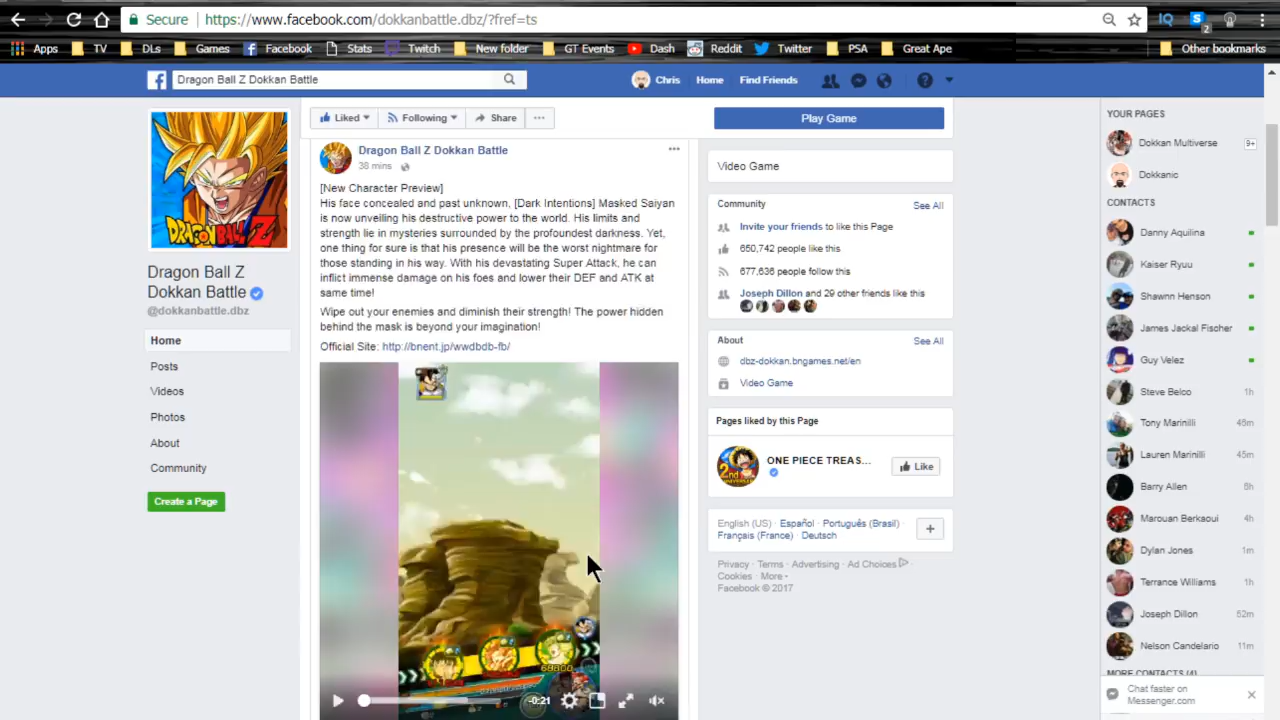 Secure https://www.facebook.com/dokkanbattle.dbz/?fref=ts
Apps TV DLs Games Facebook Stats Twitch New folder GT Events Dash Reddit Twitter PSA Great Ape Other bookmarks
Dragon Ball Z Dokkan Battle
Chris Home Find Friends
Liked Following Share ... Play Game
DRAGONBALL Z
Dragon Ball Z
Dokkan Battle
@dokkanbattle.dbz
Home
Posts
Videos
Photos
About
Community
Create a Page
Dragon Ball Z Dokkan Battle
38 mins
[New Character Preview]
His face concealed and past unknown, [Dark Intentions] Masked Saiyan
is now unveiling his destructive power to the world. His limits and
strength lie in mysteries surrounded by the profoundest darkness. Yet,
one thing for sure is that his presence will be the worst nightmare for
those standing in his way. With his devastating Super Attack, he can
inflict immense damage on his foes and lower their DEF and ATK at
same time!
Wipe out your enemies and diminish their strength! The power hidden
behind the mask is beyond your imagination!
Official Site: http://bnent.jp/wwdbdb-fb/
-0:21
Video Game
Community See All
Invite your friends to like this Page
650,742 people like this
677,636 people follow this
Joseph Dillon and 29 other friends like this
About See All
dbz-dokkan.bngames.net/en
Video Game
Pages liked by this Page
ONE PIECE TREAS... Like
English (US) · Español · Português (Brasil) ·
Français (France) · Deutsch
+
Privacy · Terms · Advertising · Ad Choices ·
Cookies · More
Facebook © 2017
YOUR PAGES
Dokkan Multiverse 9+
Dokkanic
CONTACTS
Danny Aquilina
Kaiser Ryuu
Shawnn Henson
James Jackal Fischer
Guy Velez
Steve Belco 1h
Tony Marinilli 46m
Lauren Marinilli 45m
Barry Allen 6h
Marouan Berkaoui 4h
Dylan Jones 1m
Terrance Williams 1h
Joseph Dillon 52m
Nelson Candelario 11m
MORE CONTACTS (4)
Chat faster on
Messenger.com